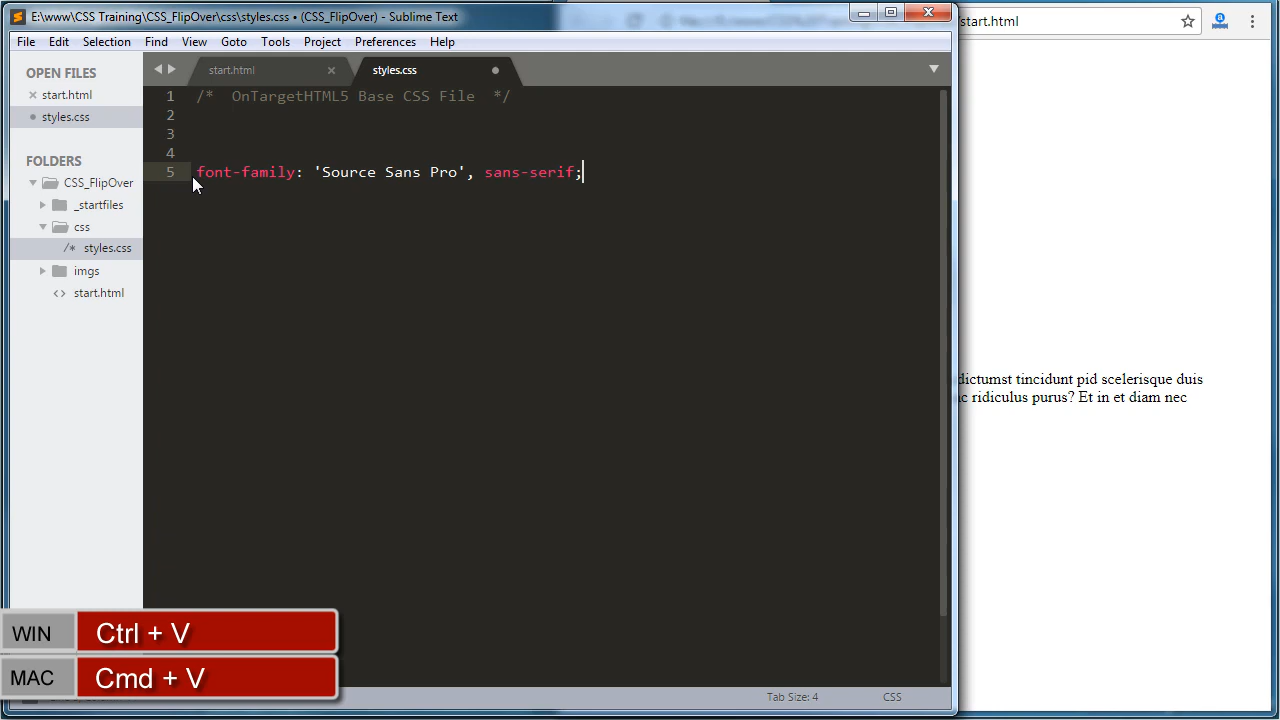 E:\www\CSS Training\CSS_FlipOver\css\styles.css • (CSS_FlipOver) - Sublime Text
/start.html
File Edit Selection Find View Goto Tools Project Preferences Help
OPEN FILES
start.html
styles.css
FOLDERS
CSS_FlipOver
_startfiles
css
/* styles.css
imgs
<> start.html
start.html
styles.css
1 /* OnTargetHTML5 Base CSS File */
2
3
4
5 font-family: 'Source Sans Pro', sans-serif;
dictumst tincidunt pid scelerisque duis
ridiculus purus? Et in et diam nec
WIN Ctrl + V
MAC Cmd + V
Tab Size: 4 CSS